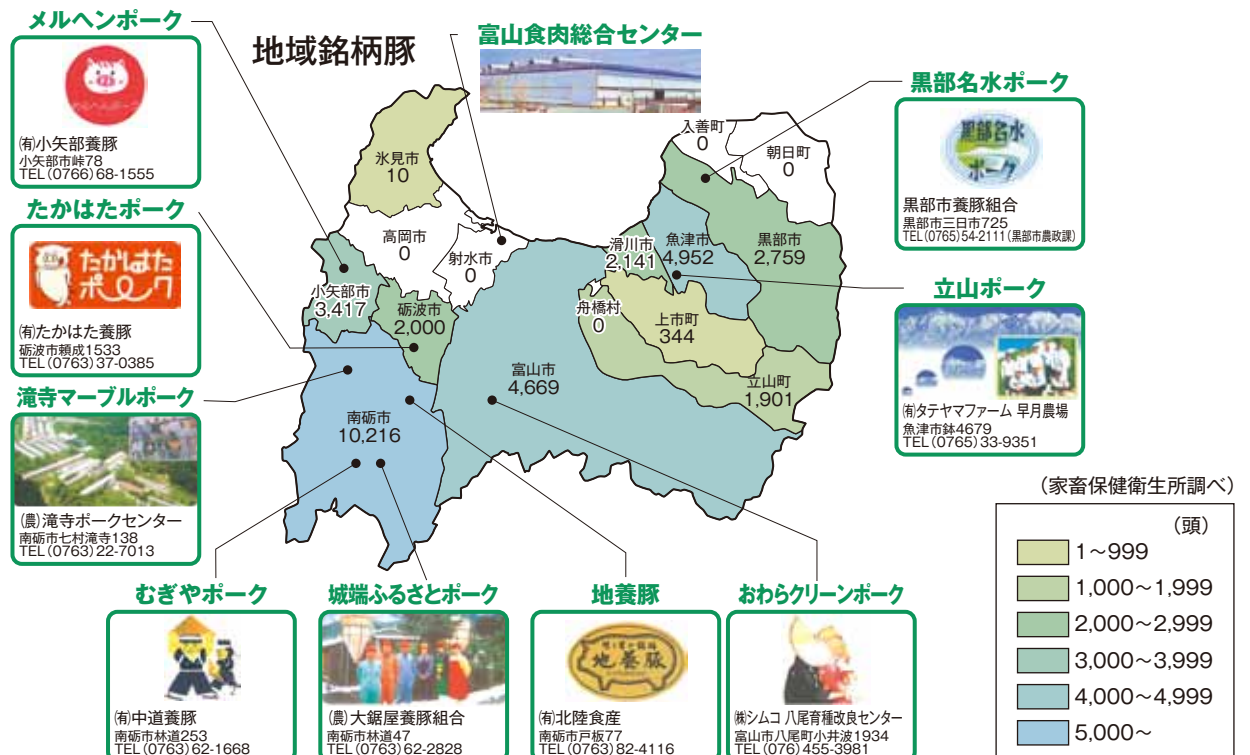 地域銘柄豚
メルヘンポーク
(有)小矢部養豚
小矢部市峠78
TEL(0766)68-1555
たかはたポーク
たかはた
ポーク
(有)たかはた養豚
砺波市頼成1533
TEL(0763)37-0385
滝寺マーブルポーク
(農)滝寺ポークセンター
南砺市七村滝寺138
TEL(0763)22-7013
富山食肉総合センター
黒部名水ポーク
黒部名水
ポーク
黒部市養豚組合
黒部市三日市725
TEL(0765)54-2111(黒部市農政課)
立山ポーク
(有)タテヤマファーム 早月農場
魚津市鉢4679
TEL(0765)33-9351
氷見市
10
高岡市
0
射水市
0
小矢部市
3,417
砺波市
2,000
南砺市
10,216
富山市
4,669
入善町
0
朝日町
0
黒部市
2,759
魚津市
4,952
滑川市
2,141
舟橋村
0
上市町
344
立山町
1,901
むぎやポーク
(有)中道養豚
南砺市林道253
TEL(0763)62-1668
城端ふるさとポーク
(農)大鋸屋養豚組合
南砺市林道47
TEL(0763)62-2828
地養豚
地養豚
(有)北陸食産
南砺市戸板77
TEL(0763)82-4116
おわらクリーンポーク
(株)シムコ 八尾育種改良センター
富山市八尾町小井波1934
TEL(076)455-3981
(家畜保健衛生所調べ)
(頭)
1〜999
1,000〜1,999
2,000〜2,999
3,000〜3,999
4,000〜4,999
5,000〜